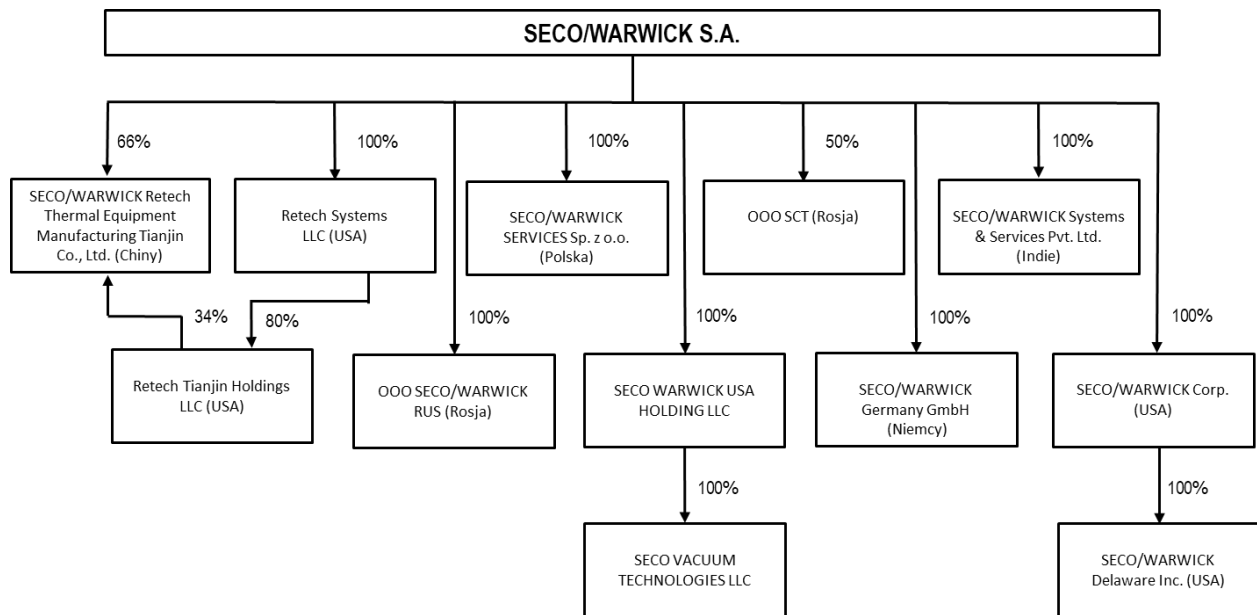 SECO/WARWICK S.A.
66%
100%
100%
50%
100%
SECO/WARWICK Retech
Thermal Equipment
Manufacturing Tianjin
Co., Ltd. (Chiny)
Retech Systems
LLC (USA)
SECO/WARWICK
SERVICES Sp. z o.o.
(Polska)
OOO SCT (Rosja)
SECO/WARWICK Systems
& Services Pvt. Ltd.
(Indie)
34%
80%
100%
100%
100%
100%
Retech Tianjin Holdings
LLC (USA)
OOO SECO/WARWICK
RUS (Rosja)
SECO WARWICK USA
HOLDING LLC
SECO/WARWICK
Germany GmbH
(Niemcy)
SECO/WARWICK Corp.
(USA)
100%
100%
SECO VACUUM
TECHNOLOGIES LLC
SECO/WARWICK
Delaware Inc. (USA)